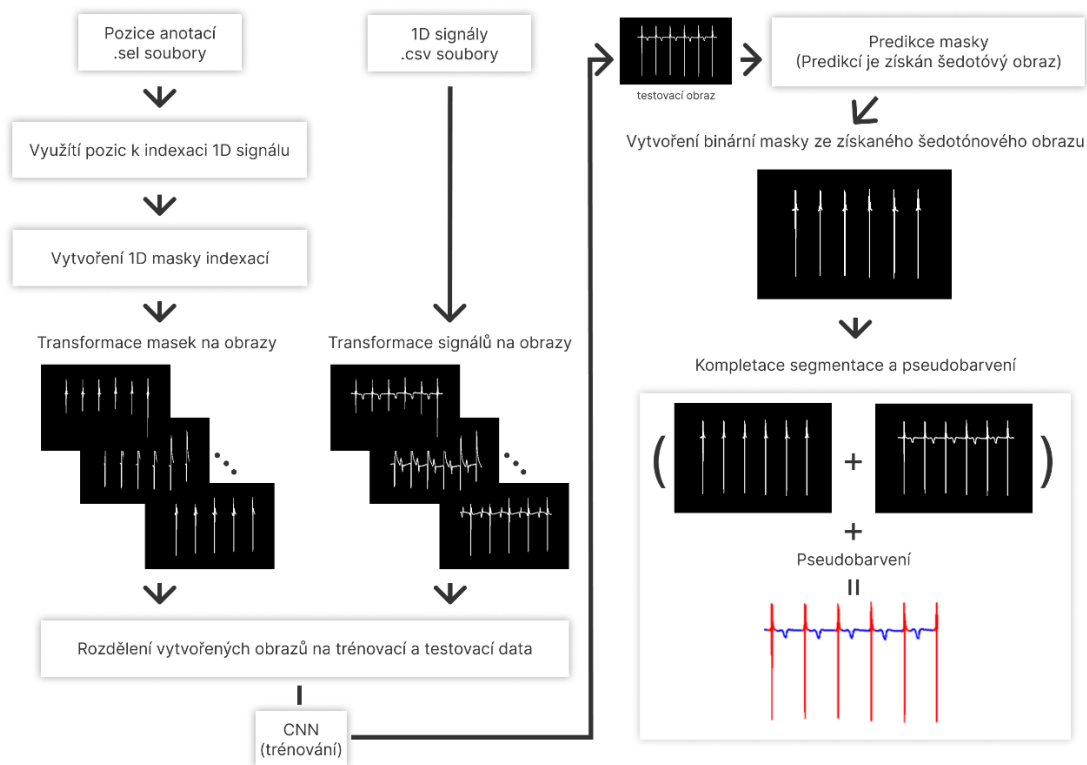 Pozice anotací
.sel soubory
Využítí pozic k indexaci 1D signálu
Vytvoření 1D masky indexací
Transformace masek na obrazy
1D signály
.csv soubory
Transformace signálů na obrazy
Rozdělení vytvořených obrazů na trénovací a testovací data
CNN
(trénování)
testovací obraz
Predikce masky
(Predikcí je získán šedotóvý obraz)
Vytvoření binární masky ze získaného šedotónového obrazu
Kompletace segmentace a pseudobarvení
( + )
+
Pseudobarvení
=